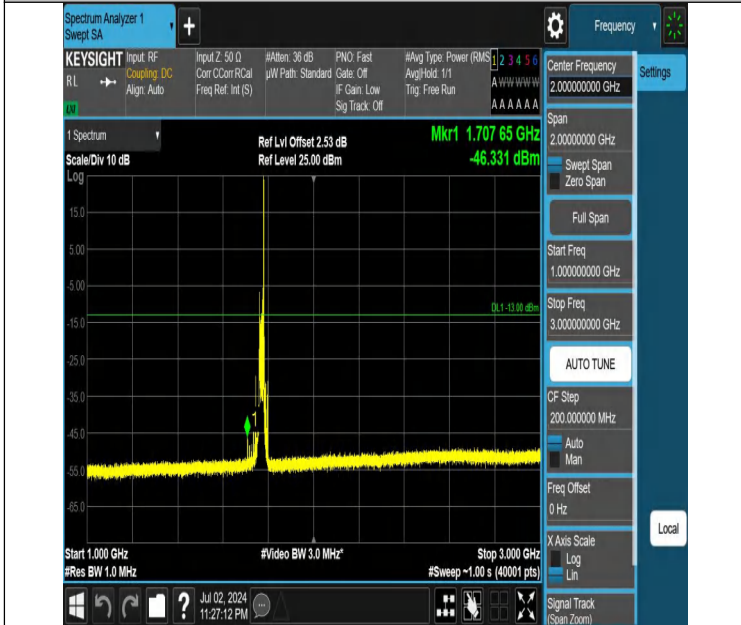 Spectrum Analyzer 1
Swept SA
+
Frequency
KEYSIGHT
RL
Input: RF
Coupling: DC
Align: Auto
Input Z: 50 Ω
Corr CCorr RCal
Freq Ref: Int (S)
#Atten: 36 dB
µW Path: Standard
PNO: Fast
Gate: Off
IF Gain: Low
Sig Track: Off
#Avg Type: Power (RMS
Avg|Hold: 1/1
Trig: Free Run
1 2 3 4 5 6
A W W W W W
A A A A A A
1 Spectrum
Scale/Div 10 dB
Log
Ref Lvl Offset 2.53 dB
Ref Level 25.00 dBm
Mkr1 1.707 65 GHz
-46.331 dBm
15.0
5.00
-5.00
DL1 -13.00 dBm
-15.0
-25.0
-35.0
1
-45.0
-55.0
-65.0
Start 1.000 GHz
#Res BW 1.0 MHz
#Video BW 3.0 MHz*
Stop 3.000 GHz
#Sweep ~1.00 s (40001 pts)
?
Jul 02, 2024
11:27:12 PM
Center Frequency
2.000000000 GHz
Settings
Span
2.00000000 GHz
Swept Span
Zero Span
Full Span
Start Freq
1.000000000 GHz
Stop Freq
3.000000000 GHz
AUTO TUNE
CF Step
200.000000 MHz
Auto
Man
Freq Offset
0 Hz
Local
X Axis Scale
Log
Lin
Signal Track
(Span Zoom)